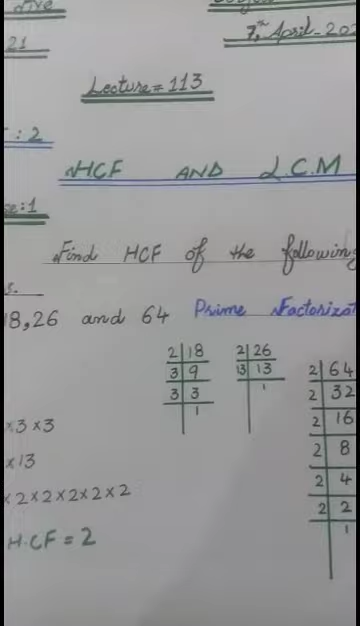 21
7th, April-202
Lecture=113
: 2
HCF AND L.C.M
se:1
Find HCF of the following
s.
18,26 and 64 Prime Factorizat
2 18 2 26
3 9 13 13 2 64
3 3 1 2 32
1 2 16
×3×3 2 8
×13 2 4
×2×2×2×2×2 2 2
H.CF=2 1